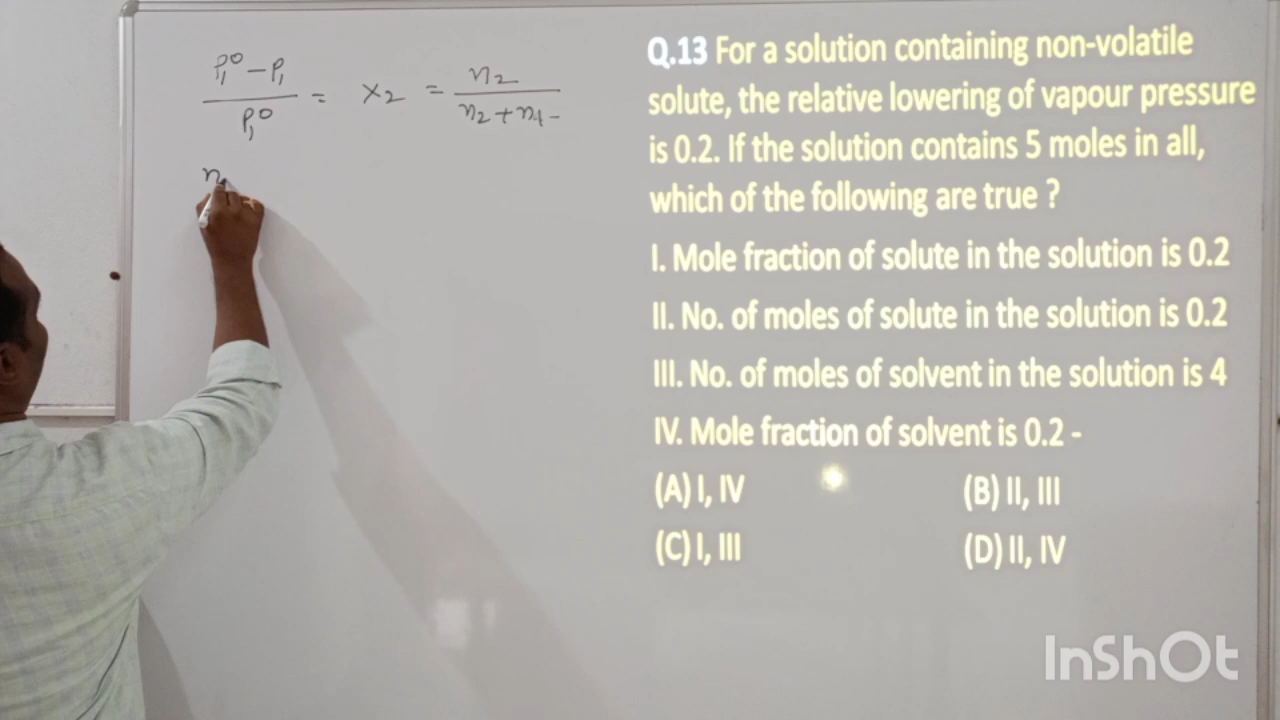 P₁⁰ – P₁ / P₁⁰ = x₂ = n₂ / n₂ + n₁ -
n
Q.13 For a solution containing non-volatile
solute, the relative lowering of vapour pressure
is 0.2. If the solution contains 5 moles in all,
which of the following are true ?
I. Mole fraction of solute in the solution is 0.2
II. No. of moles of solute in the solution is 0.2
III. No. of moles of solvent in the solution is 4
IV. Mole fraction of solvent is 0.2 -
(A) I, IV (B) II, III
(C) I, III (D) II, IV
InShOt